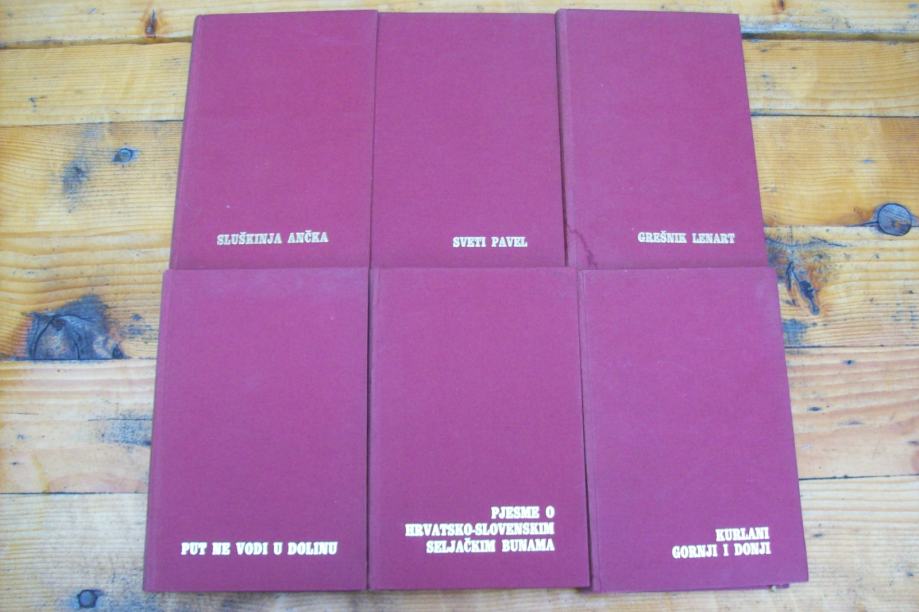 SLUŠKINJA ANČKA
SVETI PAVEL
GREŠNIK LENART
PUT NE VODI U DOLINU
PJESME O
HRVATSKO-SLOVENSKIM
SELJAČKIM BUNAMA
KURLANI
GORNJI I DONJI